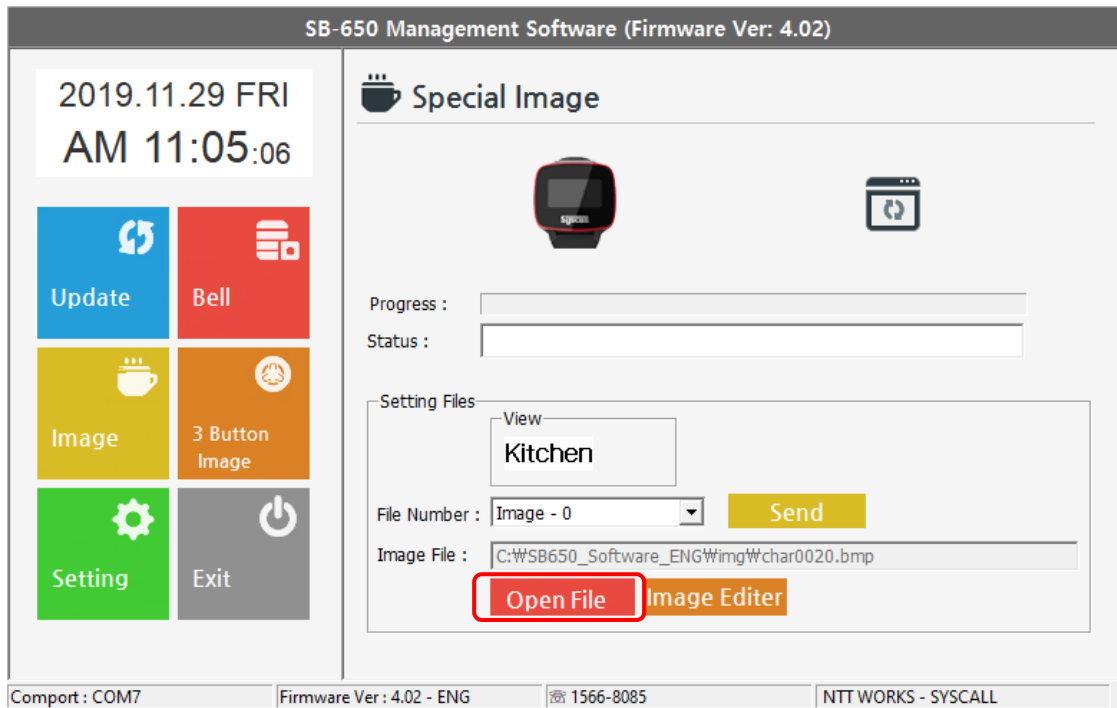 SB-650 Management Software (Firmware Ver: 4.02)
2019.11.29 FRI
AM 11:05:06
Update
Bell
Image
3 Button
Image
Setting
Exit
Special Image
Syscall
Progress :
Status :
Setting Files
View
Kitchen
File Number : Image - 0 Send
Image File : C:₩SB650_Software_ENG₩img₩char0020.bmp
Open File Image Editer
Comport : COM7 Firmware Ver : 4.02 - ENG ☏ 1566-8085 NTT WORKS - SYSCALL